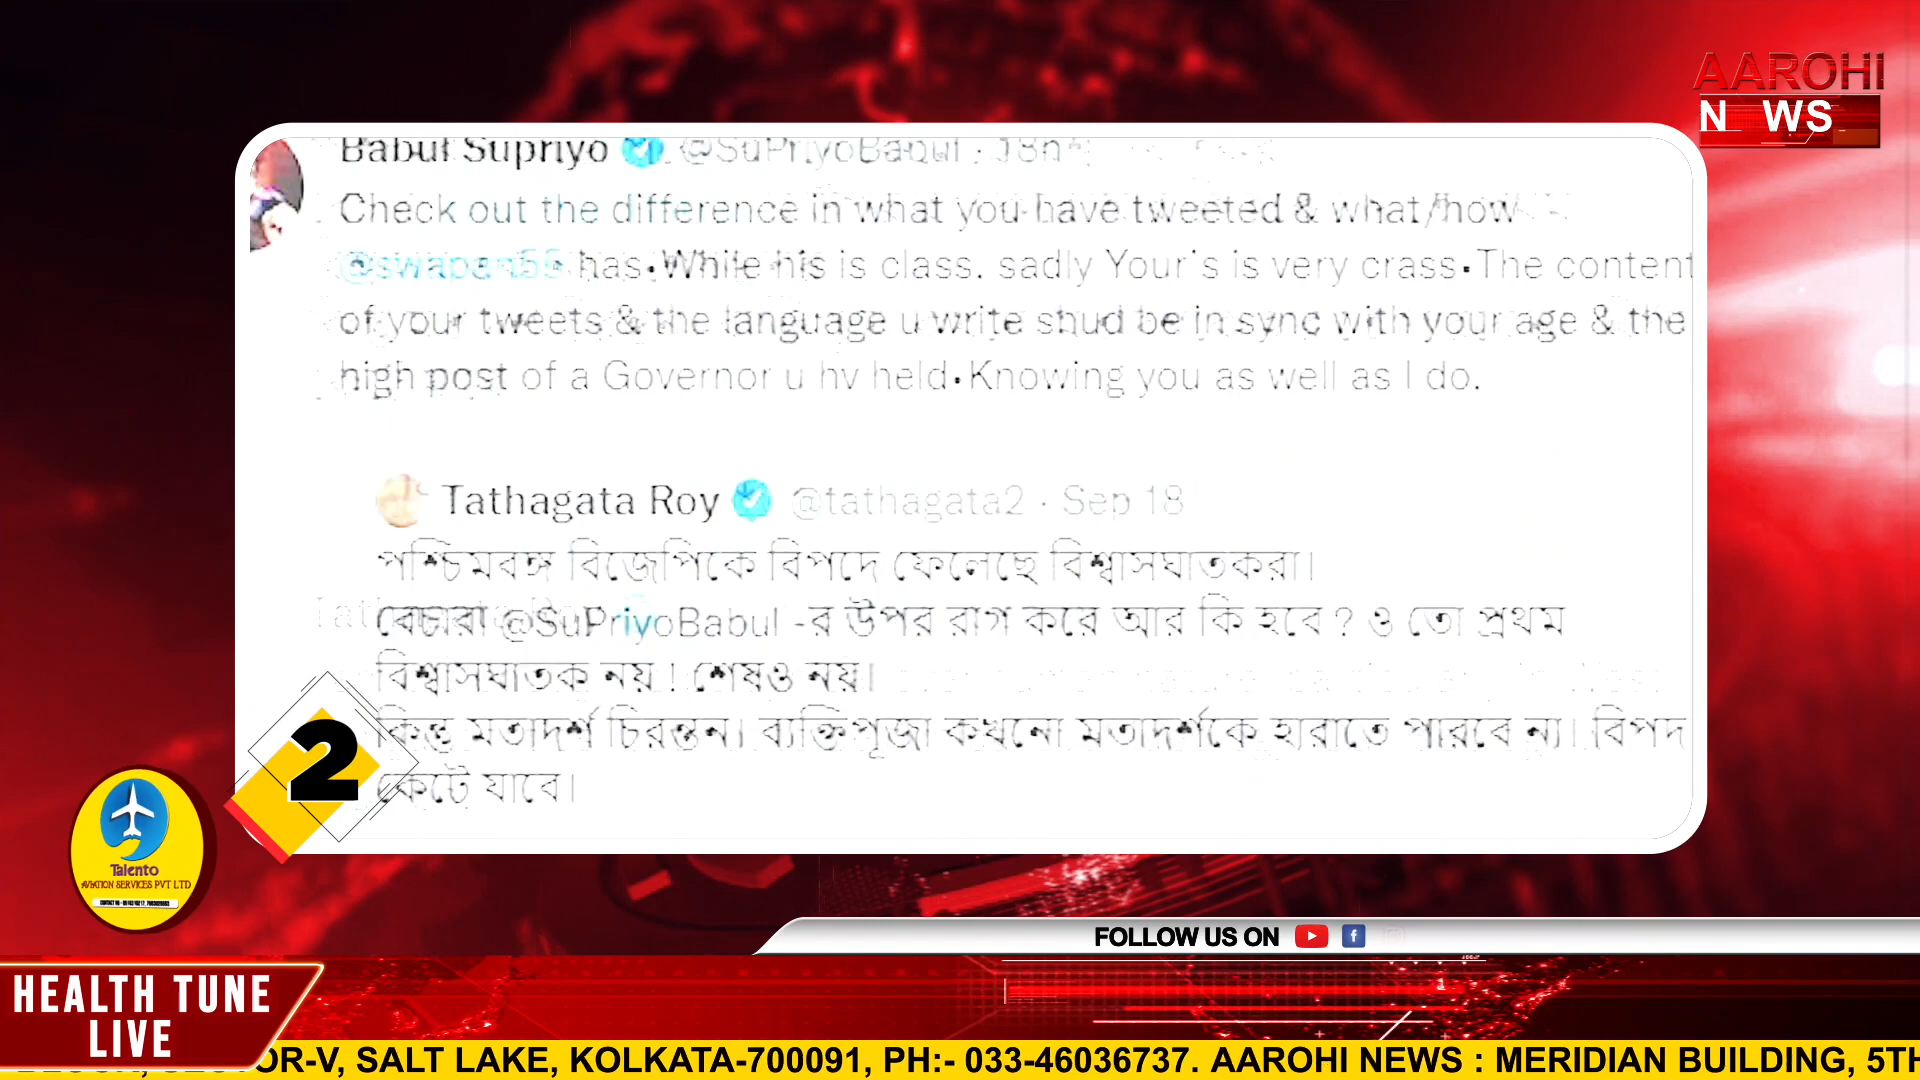 AAROHI
NEWS
Babul Supriyo @SuPriyoBabul · 18h
Check out the difference in what you have tweeted & what/how
@swapan55 has.While his is class. sadly Your's is very crass.The content
of your tweets & the language u write shud be in sync with your age & the
high post of a Governor u hv held.Knowing you as well as I do.
Tathagata Roy @tathagata2 · Sep 18
পশ্চিমবঙ্গ বিজেপিকে বিপদে ফেলেছে বিশ্বাসঘাতকরা।
বেচারা @SuPriyoBabul -র উপর রাগ করে আর কি হবে ? ও তো প্রথম
বিশ্বাসঘাতক নয় ! শেষও নয়।
কিন্তু মতাদর্শ চিরন্তন। ব্যক্তিপূজা কখনো মতাদর্শকে হারাতে পারবে না। বিপদ
কেটে যাবে।
2
Talento
AVIATION SERVICES PVT LTD
FOLLOW US ON
HEALTH TUNE
LIVE
OR-V, SALT LAKE, KOLKATA-700091, PH:- 033-46036737. AAROHI NEWS : MERIDIAN BUILDING, 5TH